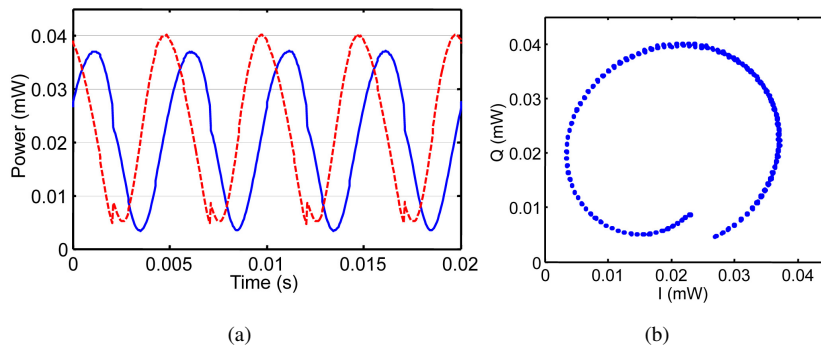 0.04
0.03
0.02
0.01
0
Power (mW)
0 0.005 0.01 0.015 0.02
Time (s)
(a)
0.04
0.03
0.02
0.01
0
Q (mW)
0 0.01 0.02 0.03 0.04
I (mW)
(b)